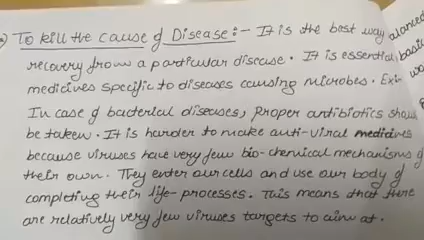 To kill the cause of Disease :- It is the best way
recovery from a particular disease. It is essential
medicines specific to diseases causing microbes. Ex:-
In case of bacterial diseases, proper antibiotics shou
be taken. It is harder to make anti-viral medicines
because viruses have very few bio-chemical mechanisms of
their own. They enter our cells and use our body of
completing their life-processes. This means that there
are relatively very few viruses targets to aim at.
alanced
basic
wo